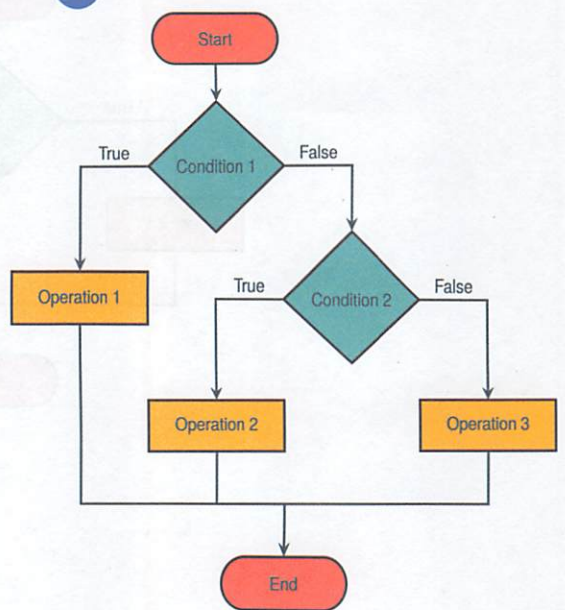 Start
True
Condition 1
False
Operation 1
True
Condition 2
False
Operation 2
Operation 3
End